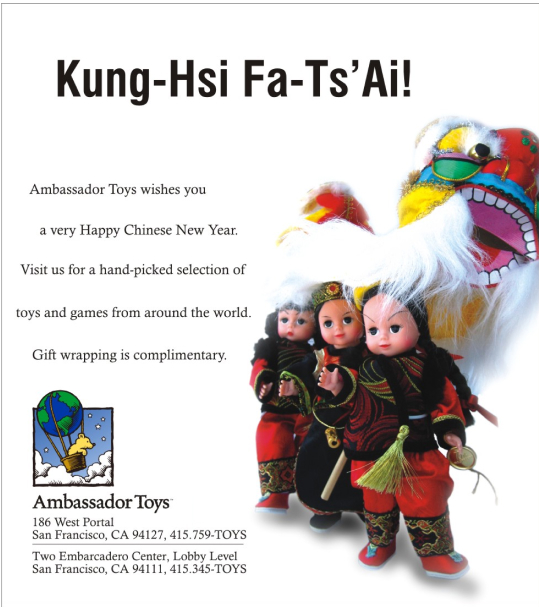 Kung-Hsi Fa-Ts'Ai!
Ambassador Toys wishes you
a very Happy Chinese New Year.
Visit us for a hand-picked selection of
toys and games from around the world.
Gift wrapping is complimentary.
Ambassador Toys™
186 West Portal
San Francisco, CA 94127, 415.759-TOYS
Two Embarcadero Center, Lobby Level
San Francisco, CA 94111, 415.345-TOYS